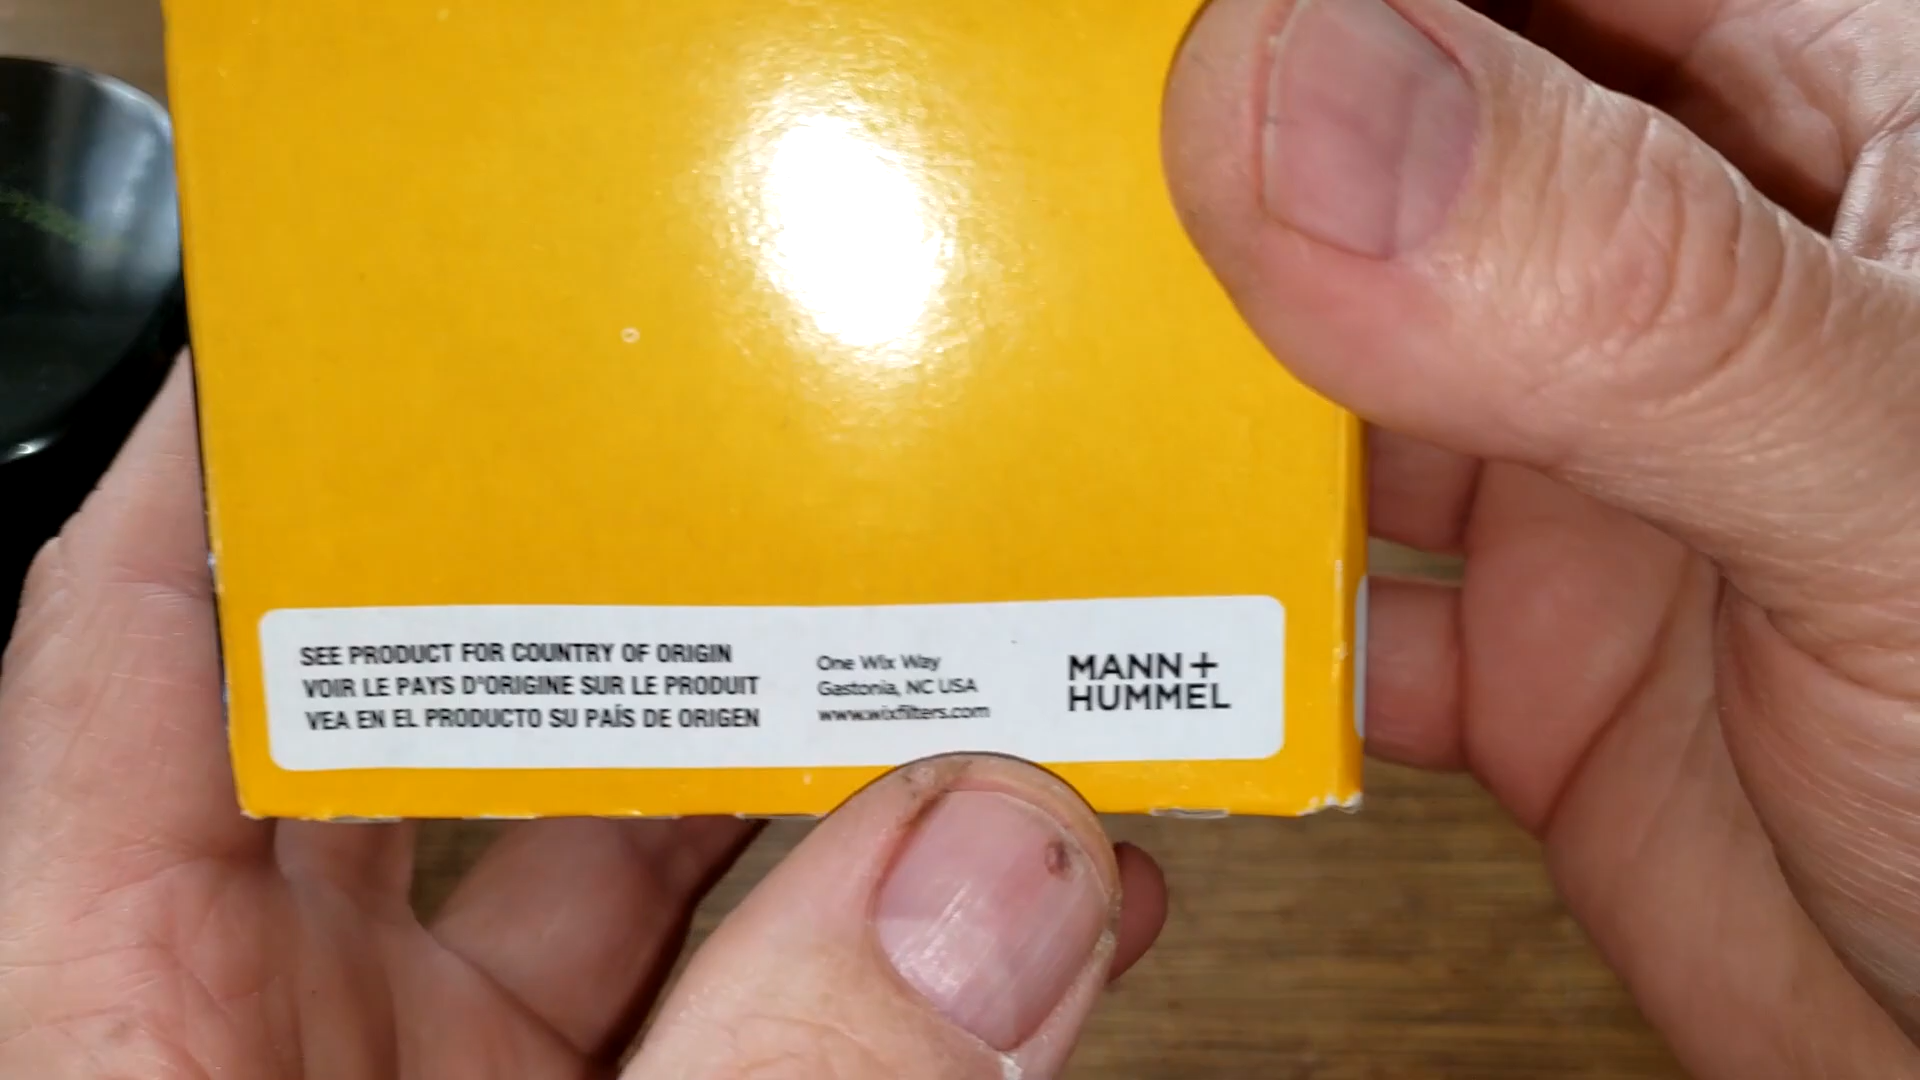 SEE PRODUCT FOR COUNTRY OF ORIGIN
VOIR LE PAYS D'ORIGINE SUR LE PRODUIT
VEA EN EL PRODUCTO SU PAÍS DE ORIGEN
One Wix Way
Gastonia, NC USA
www.wixfilters.com
MANN+
HUMMEL